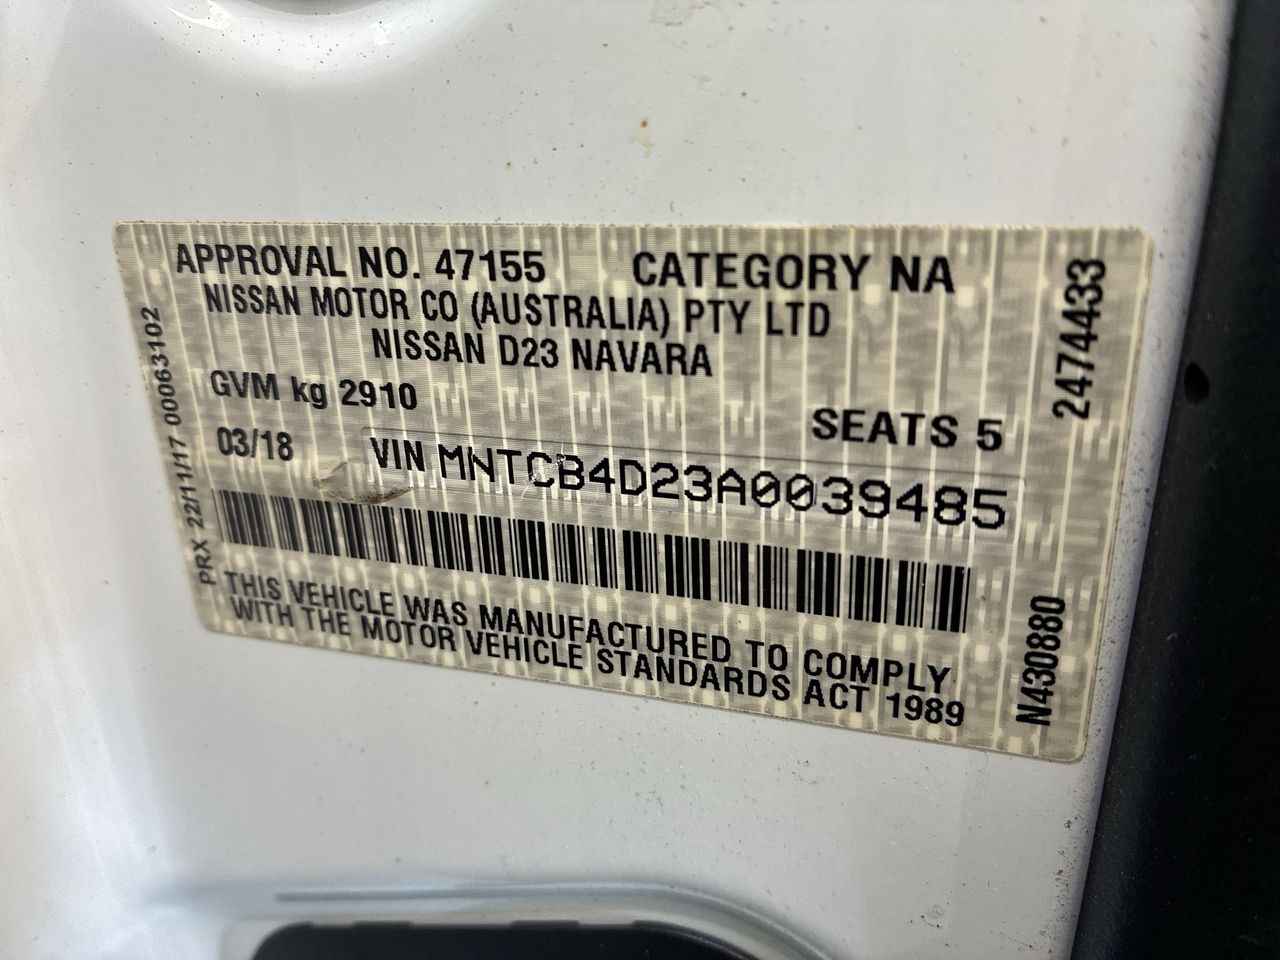 APPROVAL NO. 47155 CATEGORY NA
NISSAN MOTOR CO (AUSTRALIA) PTY LTD
NISSAN D23 NAVARA
GVM kg 2910 SEATS 5
03/18 VIN MNTCB4D23A0039485
THIS VEHICLE WAS MANUFACTURED TO COMPLY
WITH THE MOTOR VEHICLE STANDARDS ACT 1989
PRX 22/11/17 00063102
2474433
N430880